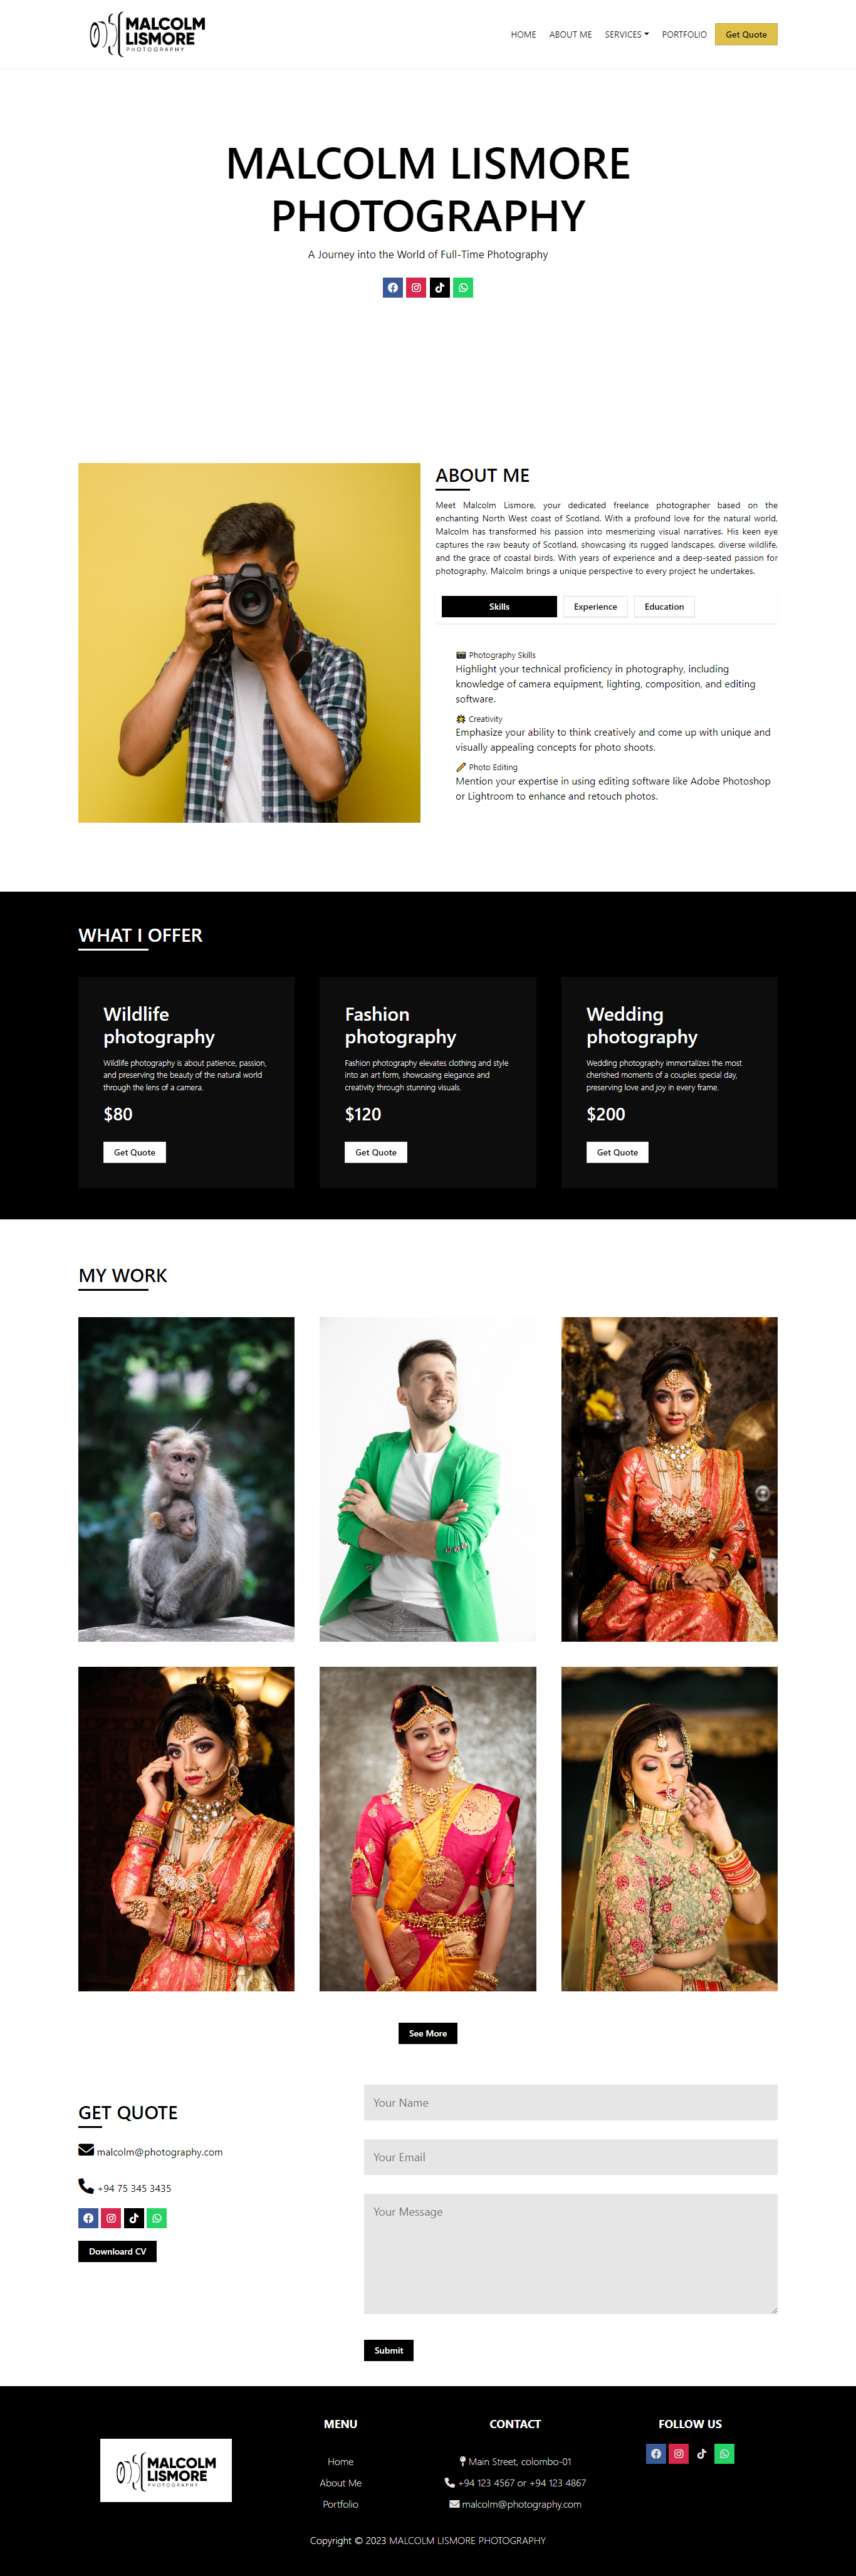 MALCOLM
LISMORE
PHOTOGRAPHY
HOME ABOUT ME SERVICES PORTFOLIO Get Quote
MALCOLM LISMORE
PHOTOGRAPHY
A Journey into the World of Full-Time Photography
ABOUT ME
Meet Malcolm Lismore, your dedicated freelance photographer based on the
enchanting North West coast of Scotland. With a profound love for the natural world,
Malcolm has transformed his passion into mesmerizing visual narratives. His keen eye
captures the raw beauty of Scotland, showcasing its rugged landscapes, diverse wildlife,
and the grace of coastal birds. With years of experience and a deep-seated passion for
photography, Malcolm brings a unique perspective to every project he undertakes.
Skills Experience Education
Photography Skills
Highlight your technical proficiency in photography, including
knowledge of camera equipment, lighting, composition, and editing
software.
Creativity
Emphasize your ability to think creatively and come up with unique and
visually appealing concepts for photo shoots.
Photo Editing
Mention your expertise in using editing software like Adobe Photoshop
or Lightroom to enhance and retouch photos.
WHAT I OFFER
Wildlife
photography
Wildlife photography is about patience, passion,
and preserving the beauty of the natural world
through the lens of a camera.
$80
Get Quote
Fashion
photography
Fashion photography elevates clothing and style
into an art form, showcasing elegance and
creativity through stunning visuals.
$120
Get Quote
Wedding
photography
Wedding photography immortalizes the most
cherished moments of a couples special day,
preserving love and joy in every frame.
$200
Get Quote
MY WORK
See More
GET QUOTE
malcolm@photography.com
+94 75 345 3435
Downloard CV
Your Name
Your Email
Your Message
Submit
MALCOLM
LISMORE
PHOTOGRAPHY
MENU
Home
About Me
Portfolio
CONTACT
Main Street, colombo-01
+94 123 4567 or +94 123 4867
malcolm@photography.com
FOLLOW US
Copyright © 2023 MALCOLM LISMORE PHOTOGRAPHY